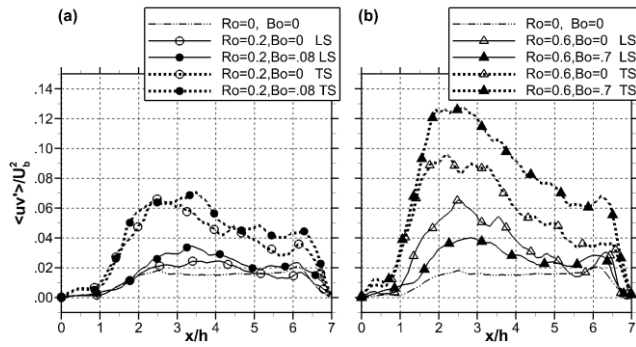 (a)
Ro=0, Bo=0
Ro=0.2,Bo=0 LS
Ro=0.2,Bo=.08 LS
Ro=0.2,Bo=0 TS
Ro=0.2,Bo=.08 TS
(b)
Ro=0, Bo=0
Ro=0.6,Bo=0 LS
Ro=0.6,Bo=.7 LS
Ro=0.6,Bo=0 TS
Ro=0.6,Bo=.7 TS
<uv'>/U_b^2
.14
.12
.10
.08
.06
.04
.02
.00
0 1 2 3 4 5 6 7
x/h
0 1 2 3 4 5 6 7
x/h